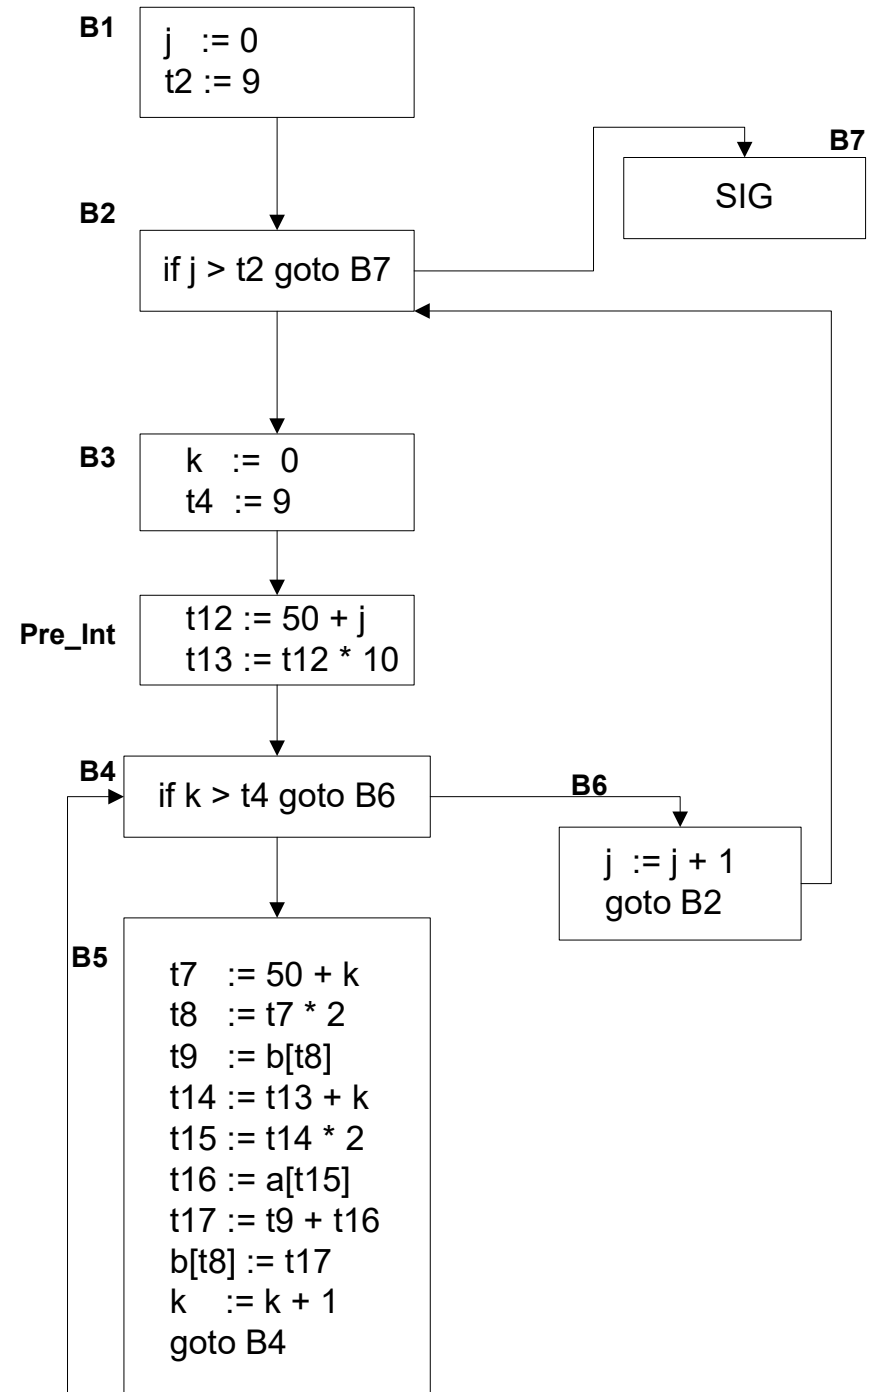 B1
j := 0
t2 := 9
B7
SIG
B2
if j > t2 goto B7
B3
k := 0
t4 := 9
Pre_Int
t12 := 50 + j
t13 := t12 * 10
B4
if k > t4 goto B6
B6
j := j + 1
goto B2
B5
t7 := 50 + k
t8 := t7 * 2
t9 := b[t8]
t14 := t13 + k
t15 := t14 * 2
t16 := a[t15]
t17 := t9 + t16
b[t8] := t17
k := k + 1
goto B4